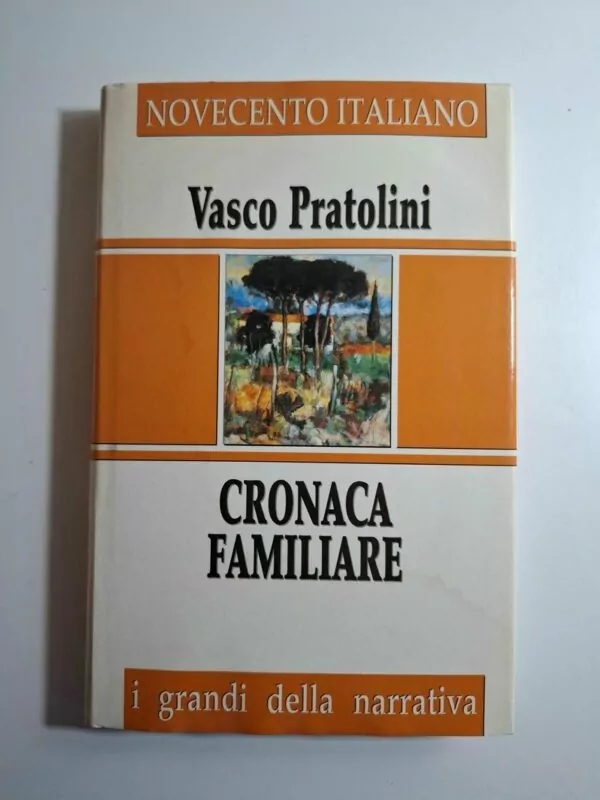 NOVECENTO ITALIANO
Vasco Pratolini
CRONACA
FAMILIARE
i grandi della narrativa